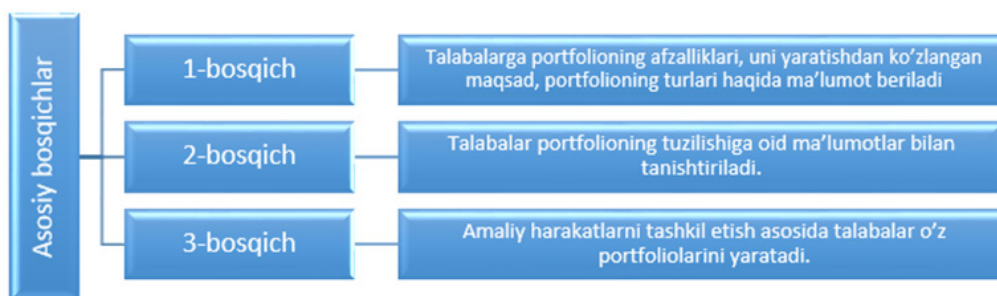 Asosiy bosqichlar
1-bosqich
Talabalarga portfolioning afzalliklari, uni yaratishdan ko’zlangan
maqsad, portfolioning turlari haqida ma’lumot beriladi
2-bosqich
Talabalar portfolioning tuzilishiga oid ma’lumotlar bilan
tanishtiriladi.
3-bosqich
Amaliy harakatlarni tashkil etish asosida talabalar o’z
portfoliolarini yaratadi.